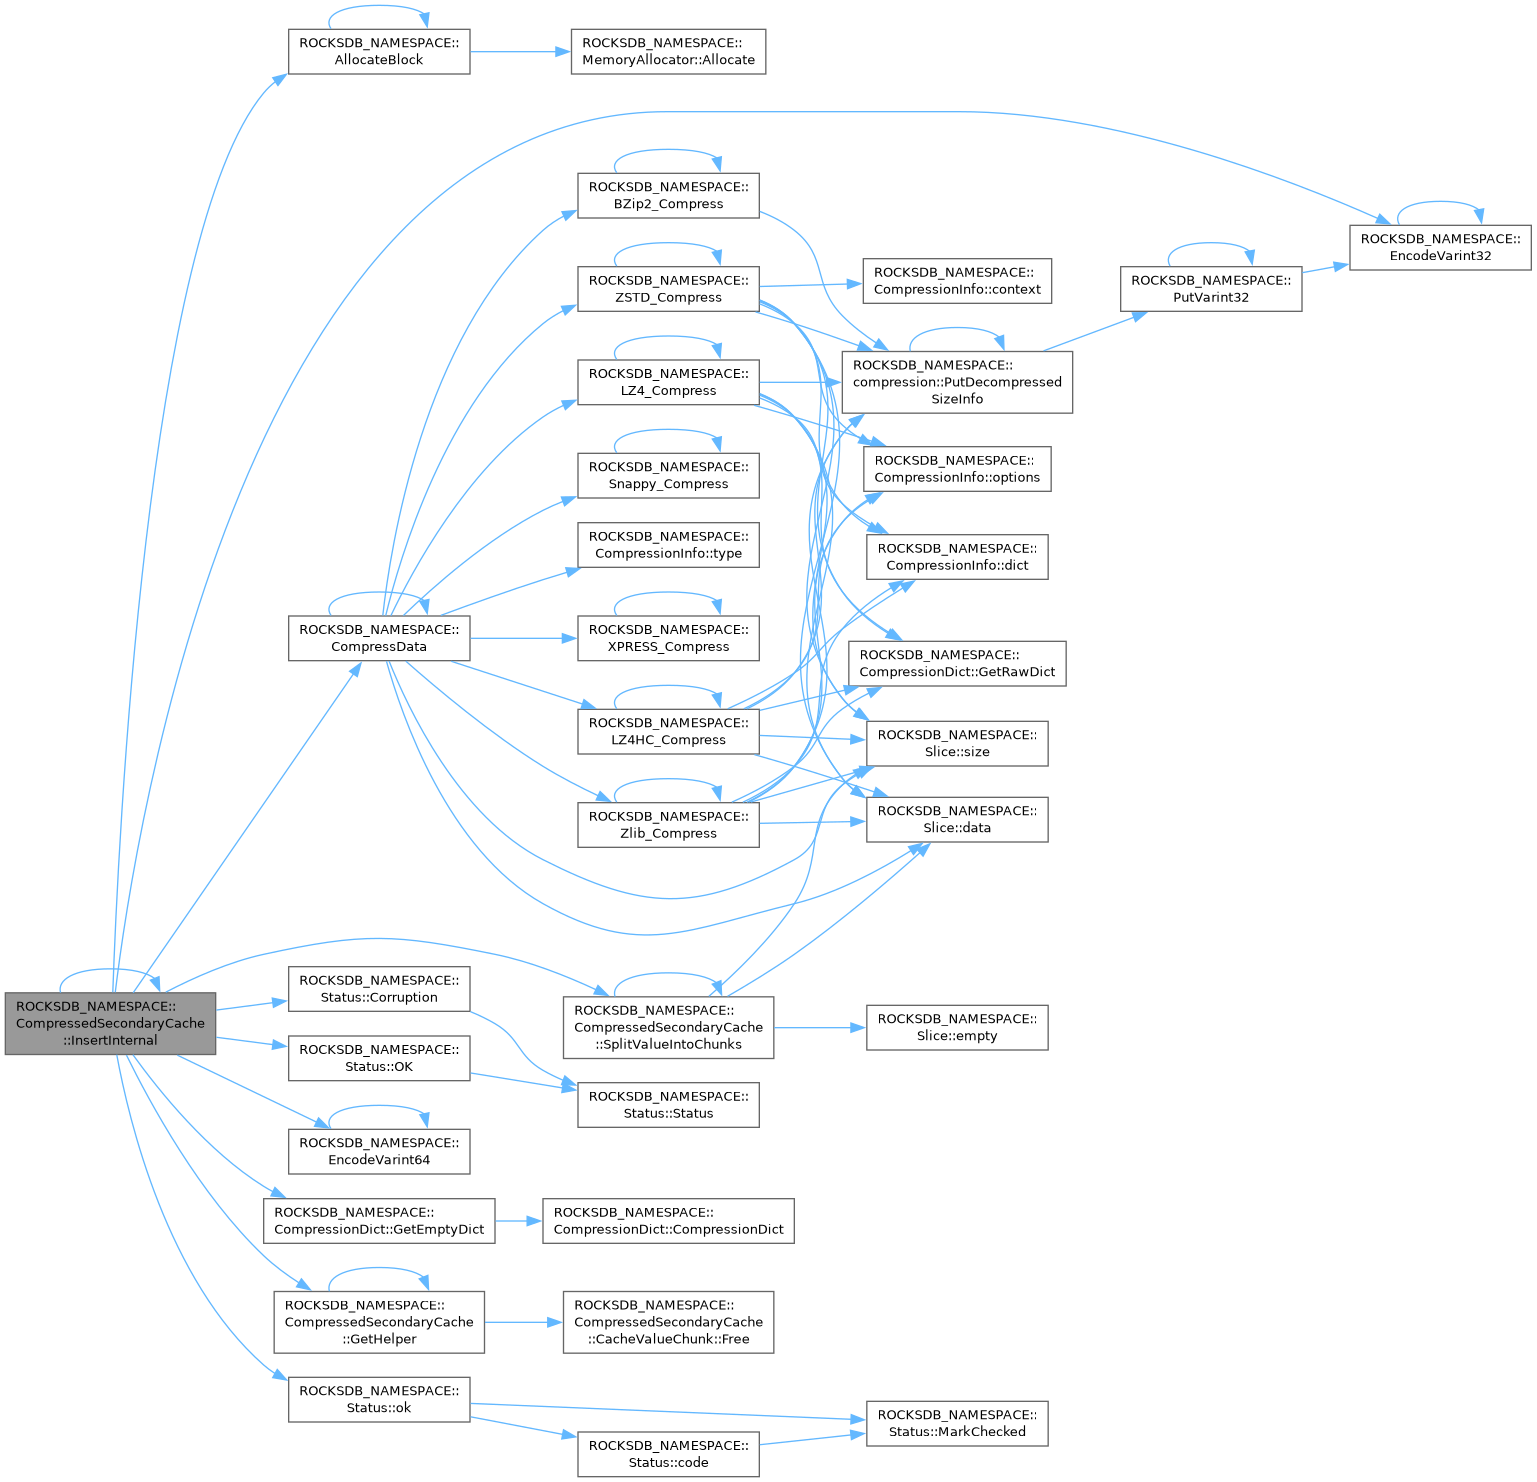 ROCKSDB_NAMESPACE::
AllocateBlock
ROCKSDB_NAMESPACE::
MemoryAllocator::Allocate
ROCKSDB_NAMESPACE::
BZip2_Compress
ROCKSDB_NAMESPACE::
EncodeVarint32
ROCKSDB_NAMESPACE::
ZSTD_Compress
ROCKSDB_NAMESPACE::
CompressionInfo::context
ROCKSDB_NAMESPACE::
PutVarint32
ROCKSDB_NAMESPACE::
LZ4_Compress
ROCKSDB_NAMESPACE::
compression::PutDecompressed
SizeInfo
ROCKSDB_NAMESPACE::
Snappy_Compress
ROCKSDB_NAMESPACE::
CompressionInfo::options
ROCKSDB_NAMESPACE::
CompressionInfo::type
ROCKSDB_NAMESPACE::
CompressionInfo::dict
ROCKSDB_NAMESPACE::
CompressData
ROCKSDB_NAMESPACE::
XPRESS_Compress
ROCKSDB_NAMESPACE::
CompressionDict::GetRawDict
ROCKSDB_NAMESPACE::
LZ4HC_Compress
ROCKSDB_NAMESPACE::
Slice::size
ROCKSDB_NAMESPACE::
Zlib_Compress
ROCKSDB_NAMESPACE::
Slice::data
ROCKSDB_NAMESPACE::
CompressedSecondaryCache
::InsertInternal
ROCKSDB_NAMESPACE::
Status::Corruption
ROCKSDB_NAMESPACE::
CompressedSecondaryCache
::SplitValueIntoChunks
ROCKSDB_NAMESPACE::
Slice::empty
ROCKSDB_NAMESPACE::
Status::OK
ROCKSDB_NAMESPACE::
Status::Status
ROCKSDB_NAMESPACE::
EncodeVarint64
ROCKSDB_NAMESPACE::
CompressionDict::GetEmptyDict
ROCKSDB_NAMESPACE::
CompressionDict::CompressionDict
ROCKSDB_NAMESPACE::
CompressedSecondaryCache
::GetHelper
ROCKSDB_NAMESPACE::
CompressedSecondaryCache
::CacheValueChunk::Free
ROCKSDB_NAMESPACE::
Status::ok
ROCKSDB_NAMESPACE::
Status::MarkChecked
ROCKSDB_NAMESPACE::
Status::code